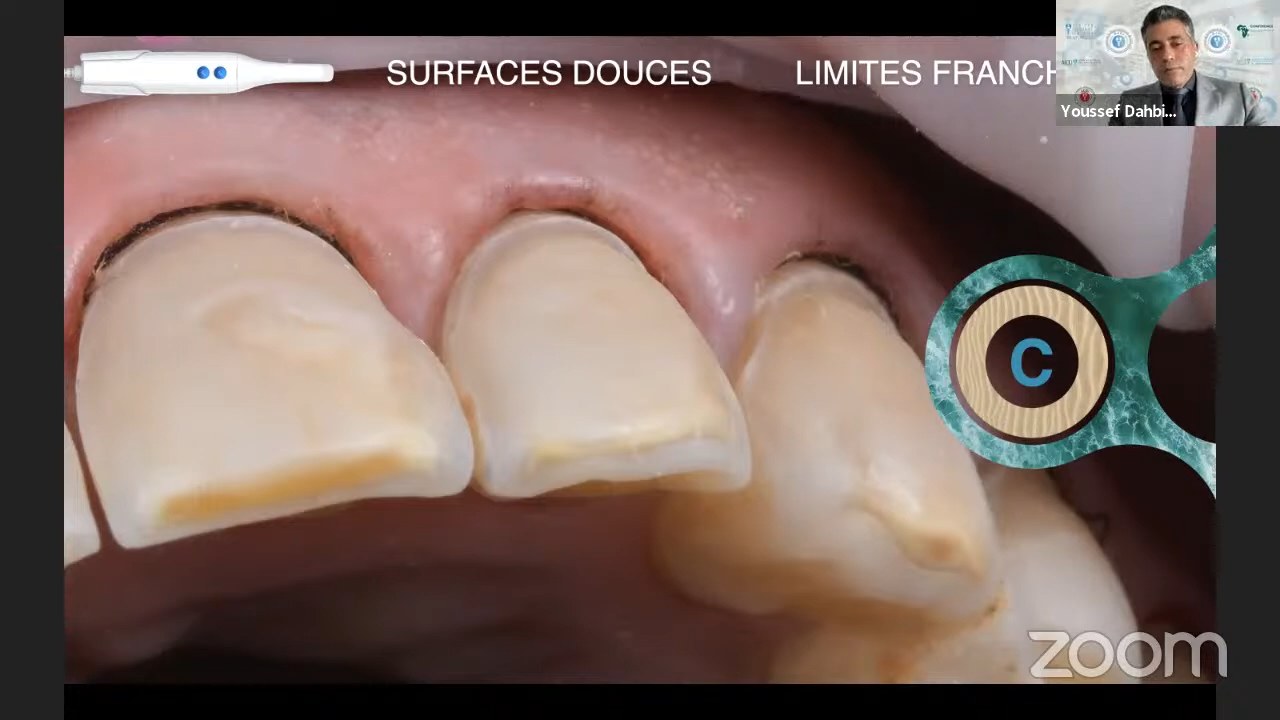 SURFACES DOUCES
LIMITES FRANCH
Youssef Dahbi...
C
zoom